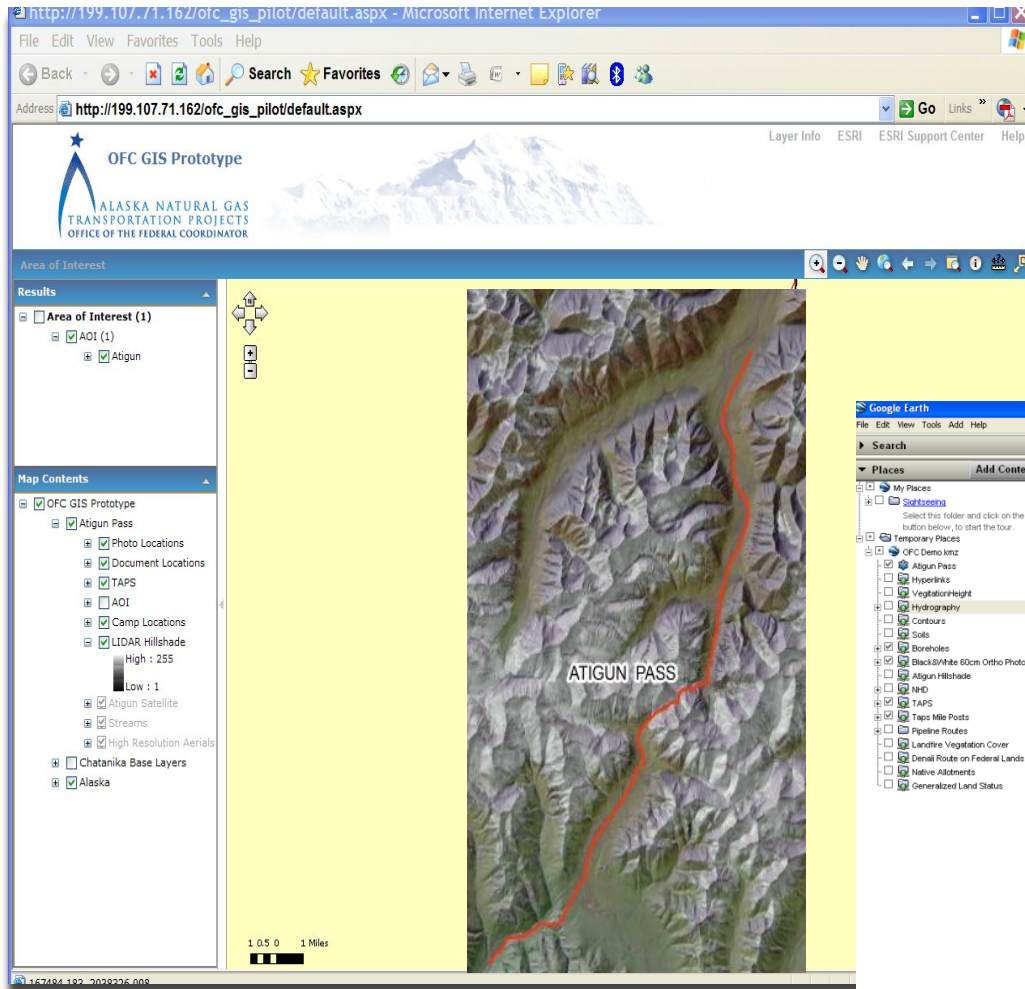 http://199.107.71.162/ofc_gis_pilot/default.aspx - Microsoft Internet Explorer
File Edit View Favorites Tools Help
Back Search Favorites
Address http://199.107.71.162/ofc_gis_pilot/default.aspx Go Links »
Layer Info ESRI ESRI Support Center Help
OFC GIS Prototype
ALASKA NATURAL GAS
TRANSPORTATION PROJECTS
OFFICE OF THE FEDERAL COORDINATOR
Area of Interest
Results
Area of Interest (1)
AOI (1)
Atigun
Map Contents
OFC GIS Prototype
Atigun Pass
Photo Locations
Document Locations
TAPS
AOI
Camp Locations
LIDAR Hillshade
High : 255
Low : 1
Atigun Satellite
Streams
High Resolution Aerials
Chatanika Base Layers
Alaska
N
ATIGUN PASS
1 0.5 0 1 Miles
167484.183 2038326.008
Google Earth
File Edit View Tools Add Help
Search
Places Add Conte
My Places
Sightseeing
Select this folder and click on the
button below, to start the tour.
Temporary Places
OFC Demo.kmz
Atigun Pass
Hyperlinks
VegitationHeight
Hydrography
Contours
Soils
Boreholes
Black&White 60cm Ortho Photo
Atigun Hillshade
NHD
TAPS
Taps Mile Posts
Pipeline Routes
Landfire Vegatation Cover
Denali Route on Federal Lands
Native Allotments
Generalized Land Status